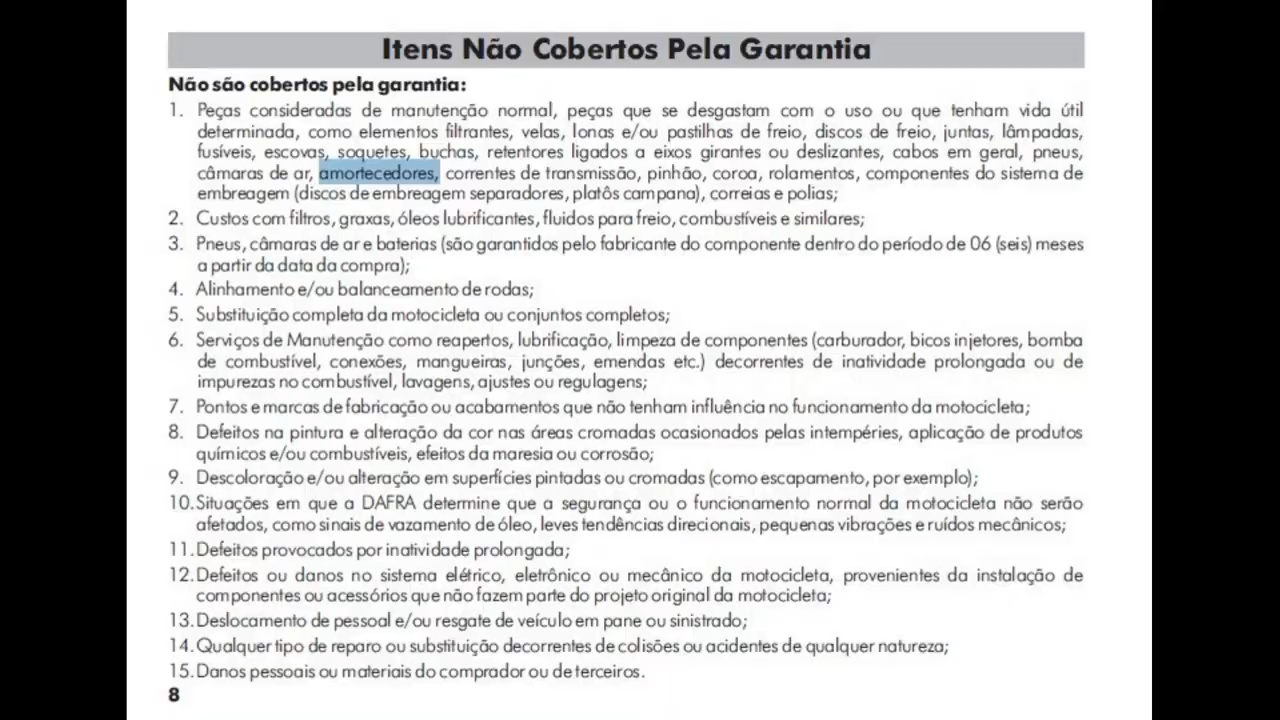 Itens Não Cobertos Pela Garantia
Não são cobertos pela garantia:
1. Peças consideradas de manutenção normal, peças que se desgastam com o uso ou que tenham vida útil
determinada, como elementos filtrantes, velas, lonas e/ou pastilhas de freio, discos de freio, juntas, lâmpadas,
fusíveis, escovas, soquetes, buchas, retentores ligados a eixos girantes ou deslizantes, cabos em geral, pneus,
câmaras de ar, amortecedores, correntes de transmissão, pinhão, coroa, rolamentos, componentes do sistema de
embreagem (discos de embreagem separadores, platôs campana), correias e polias;
2. Custos com filtros, graxas, óleos lubrificantes, fluidos para freio, combustíveis e similares;
3. Pneus, câmaras de ar e baterias (são garantidos pelo fabricante do componente dentro do período de 06 (seis) meses
a partir da data da compra);
4. Alinhamento e/ou balanceamento de rodas;
5. Substituição completa da motocicleta ou conjuntos completos;
6. Serviços de Manutenção como reapertos, lubrificação, limpeza de componentes (carburador, bicos injetores, bomba
de combustível, conexões, mangueiras, junções, emendas etc.) decorrentes de inatividade prolongada ou de
impurezas no combustível, lavagens, ajustes ou regulagens;
7. Pontos e marcas de fabricação ou acabamentos que não tenham influência no funcionamento da motocicleta;
8. Defeitos na pintura e alteração da cor nas áreas cromadas ocasionados pelas intempéries, aplicação de produtos
químicos e/ou combustíveis, efeitos da maresia ou corrosão;
9. Descoloração e/ou alteração em superfícies pintadas ou cromadas (como escapamento, por exemplo);
10. Situações em que a DAFRA determine que a segurança ou o funcionamento normal da motocicleta não serão
afetados, como sinais de vazamento de óleo, leves tendências direcionais, pequenas vibrações e ruídos mecânicos;
11. Defeitos provocados por inatividade prolongada;
12. Defeitos ou danos no sistema elétrico, eletrônico ou mecânico da motocicleta, provenientes da instalação de
componentes ou acessórios que não fazem parte do projeto original da motocicleta;
13. Deslocamento de pessoal e/ou resgate de veículo em pane ou sinistrado;
14. Qualquer tipo de reparo ou substituição decorrentes de colisões ou acidentes de qualquer natureza;
15. Danos pessoais ou materiais do comprador ou de terceiros.
8